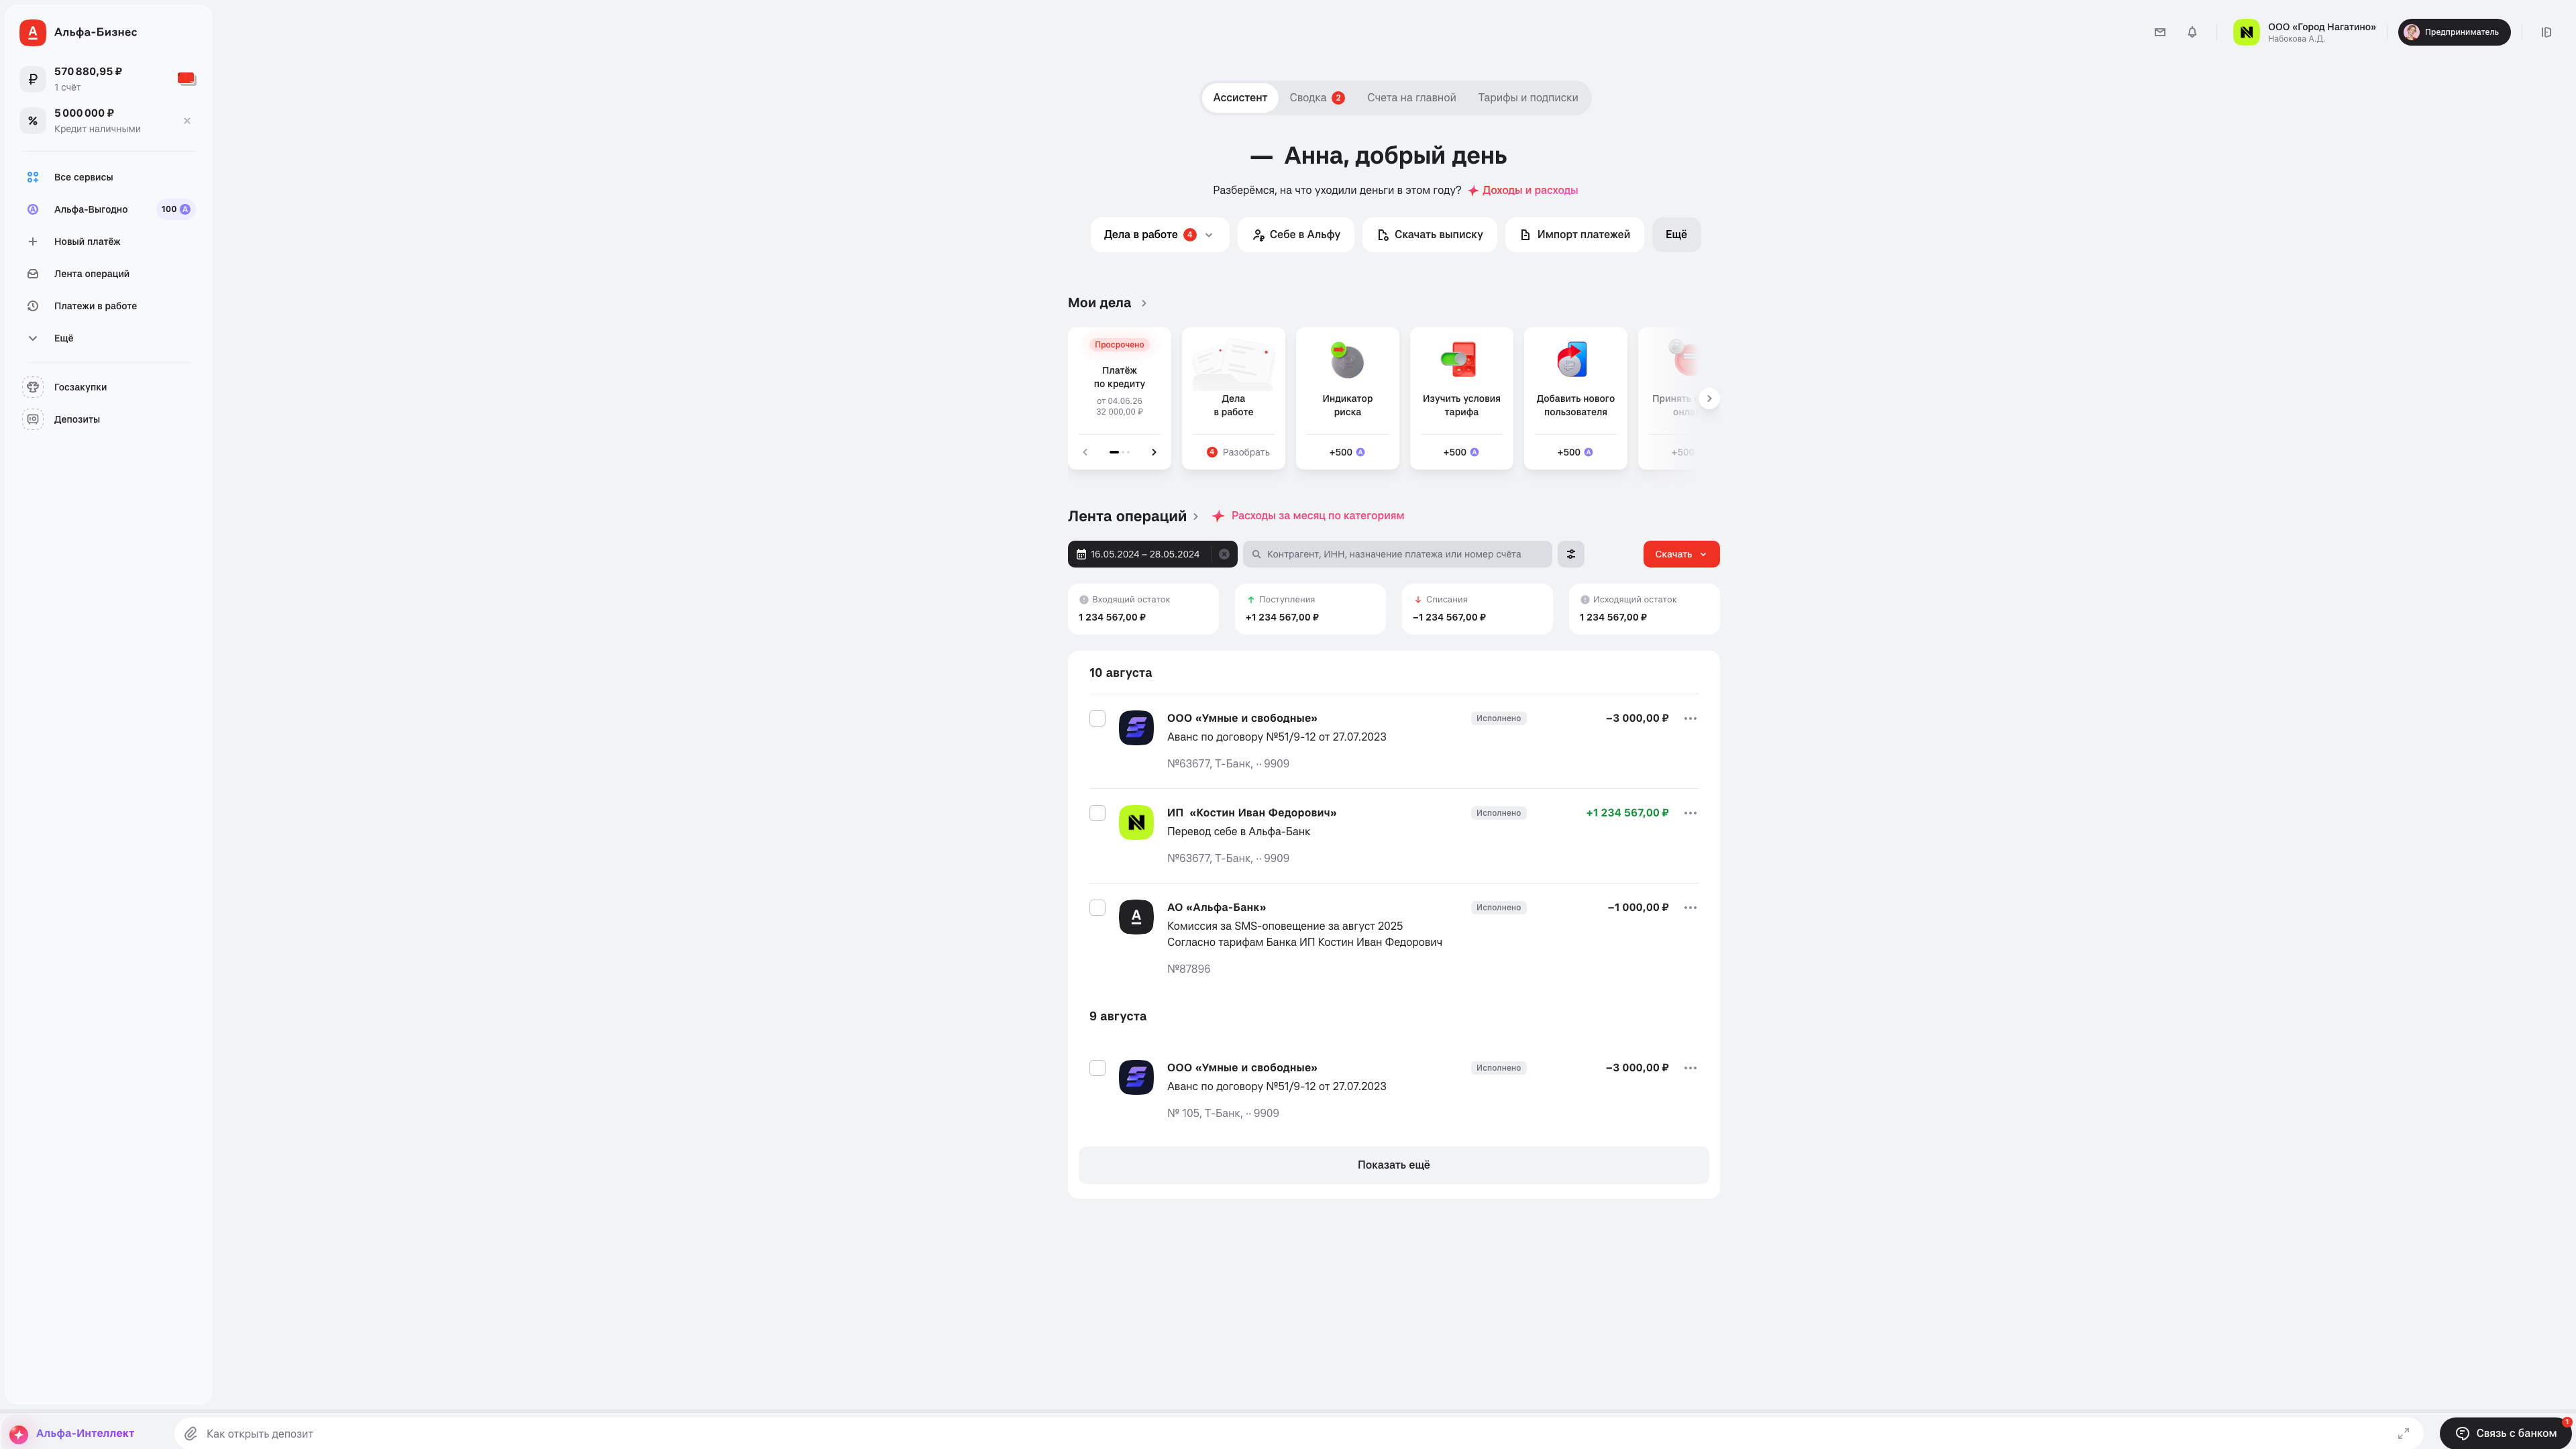 Альфа-Бизнес
570 880,95 ₽
1 счёт
5 000 000 ₽
Кредит наличными
Все сервисы
Альфа-Выгодно 100
Новый платёж
Лента операций
Платежи в работе
Ещё
Госзакупки
Депозиты
ООО «Город Нагатино»
Набокова А.Д.
Предприниматель
Ассистент Сводка 2 Счета на главной Тарифы и подписки
— Анна, добрый день
Разберёмся, на что уходили деньги в этом году? Доходы и расходы
Дела в работе 4 Себе в Альфу Скачать выписку Импорт платежей Ещё
Мои дела
Просрочено
Платёж
по кредиту
от 04.06.26
32 000,00 ₽
Дела
в работе
4 Разобрать
Индикатор
риска
+500
Изучить условия
тарифа
+500
Добавить нового
пользователя
+500
Принять
онла
+500
Лента операций Расходы за месяц по категориям
16.05.2024 – 28.05.2024 Контрагент, ИНН, назначение платежа или номер счёта Скачать
Входящий остаток
1 234 567,00 ₽
Поступления
+1 234 567,00 ₽
Списания
−1 234 567,00 ₽
Исходящий остаток
1 234 567,00 ₽
10 августа
ООО «Умные и свободные» Исполнено −3 000,00 ₽
Аванс по договору №51/9-12 от 27.07.2023
№63677, Т-Банк, ·· 9909
ИП «Костин Иван Федорович» Исполнено +1 234 567,00 ₽
Перевод себе в Альфа-Банк
№63677, Т-Банк, ·· 9909
АО «Альфа-Банк» Исполнено −1 000,00 ₽
Комиссия за SMS-оповещение за август 2025
Согласно тарифам Банка ИП Костин Иван Федорович
№87896
9 августа
ООО «Умные и свободные» Исполнено −3 000,00 ₽
Аванс по договору №51/9-12 от 27.07.2023
№ 105, Т-Банк, ·· 9909
Показать ещё
Альфа-Интеллект
Как открыть депозит
Связь с банком 1